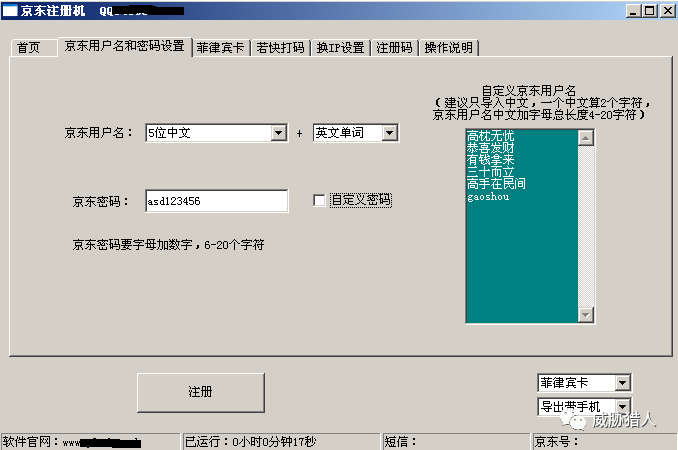 京东注册机 QQ
首页 京东用户名和密码设置 菲律宾卡 若快打码 换IP设置 注册码 操作说明
自定义京东用户名
(建议只导入中文，一个中文算2个字符，
京东用户名中文加字母总长度4-20字符)
京东用户名： 5位中文 + 英文单词
高枕无忧
恭喜发财
有钱拿来
三十而立
高手在民间
gaoshou
京东密码： asd123456 自定义密码
京东密码要字母加数字，6-20个字符
注册
菲律宾卡
导出带手机
威胁猎人
软件官网：www 已运行：0小时0分钟17秒 短信： 京东号：